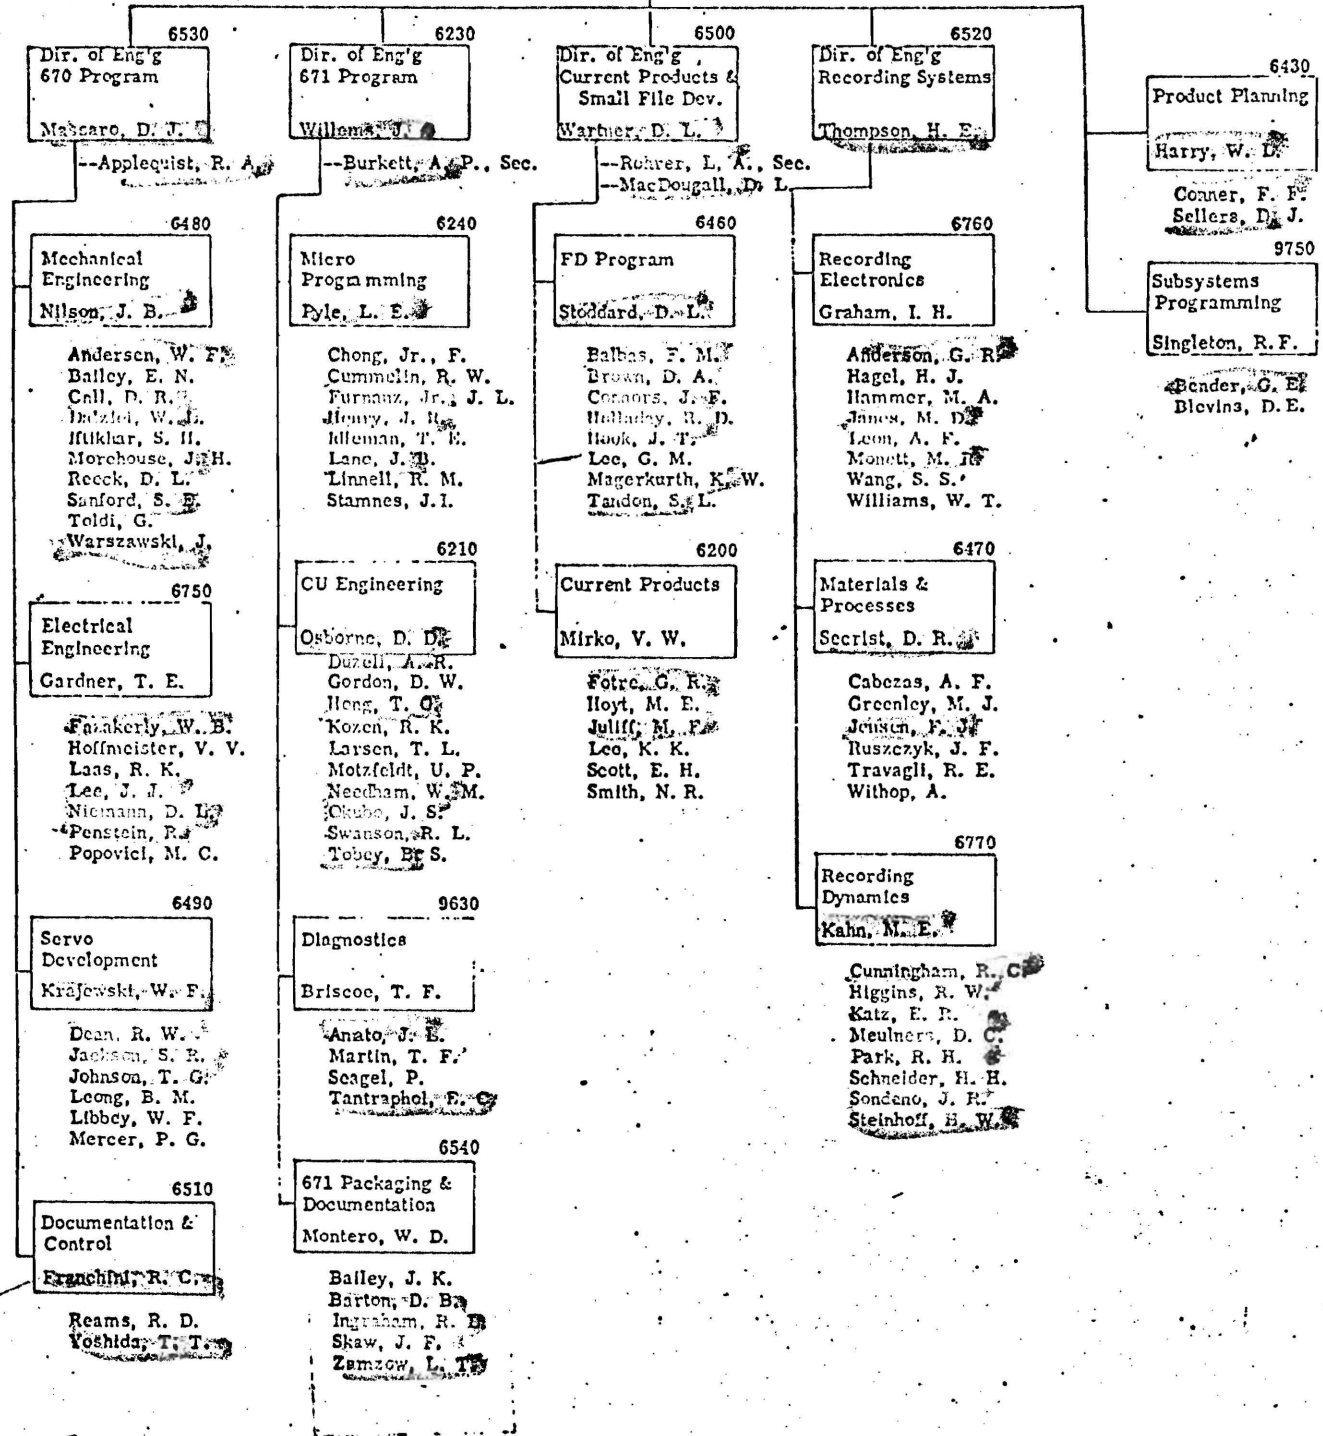 6530
Dir. of Eng'g
670 Program
Massaro, D. J.
--Applequist, R. A.
6480
Mechanical
Engineering
Nilson, J. B.
Andersen, W. F.
Bailey, E. N.
Call, D. R.
Dalziel, W. L.
Iftikhar, S. H.
Morehouse, J. H.
Reeck, D. L.
Sanford, S. E.
Toldi, G.
Warszawski, J.
6750
Electrical
Engineering
Gardner, T. E.
Fazakerly, W. B.
Hoffmeister, V. V.
Laas, R. K.
Lee, J. J.
Niemann, D. L.
Penstein, R.
Popovici, M. C.
6490
Servo
Development
Krajewski, W. F.
Dean, R. W.
Jackson, S. R.
Johnson, T. G.
Leong, B. M.
Libbey, W. F.
Mercer, P. G.
6510
Documentation &
Control
Franchini, R. C.
Reams, R. D.
Yoshida, T. T.
6230
Dir. of Eng'g
671 Program
Willems, J.
--Burkett, A. P., Sec.
6240
Micro
Programming
Pyle, L. E.
Chong, Jr., F.
Cummelin, R. W.
Furnanz, Jr., J. L.
Henry, J. R.
Idleman, T. E.
Lane, J. B.
Linnell, R. M.
Stamnes, J.I.
6210
CU Engineering
Osborne, D. D.
Duzell, A. R.
Gordon, D. W.
Heng, T. G.
Kozen, R. K.
Larsen, T. L.
Motzfeldt, U. P.
Needham, W. M.
Okubo, J. S.
Swanson, R. L.
Tobey, B. S.
9630
Diagnostics
Briscoe, T. F.
Anato, J. E.
Martin, T. F.
Seagel, P.
Tantraphol, E. C.
6540
671 Packaging &
Documentation
Montero, W. D.
Bailey, J. K.
Barton, D. B.
Ingraham, R. D.
Skaw, J. F.
Zamzow, L. T.
6500
Dir. of Eng'g
Current Products &
Small File Dev.
Wartner, D. L.
--Rohrer, L. A., Sec.
--MacDougall, D. L.
6460
FD Program
Stoddard, D. L.
Balbas, F. M.
Brown, D. A.
Connors, J. F.
Halladay, R. D.
Hook, J. T.
Lee, G. M.
Magerkurth, K. W.
Tandon, S. L.
6200
Current Products
Mirko, V. W.
Fotre, G. R.
Hoyt, M. E.
Juliff, M. F.
Leo, K. K.
Scott, E. H.
Smith, N. R.
6520
Dir. of Eng'g
Recording Systems
Thompson, H. E.
6760
Recording
Electronics
Graham, I. H.
Anderson, G. R.
Hagel, H. J.
Hammer, M. A.
Janes, M. D.
Leon, A. F.
Monett, M. R.
Wang, S. S.
Williams, W. T.
6470
Materials &
Processes
Secrist, D. R.
Cabezas, A. F.
Greenley, M. J.
Jensen, F. J.
Ruszczyk, J. F.
Travagli, R. E.
Withop, A.
6770
Recording
Dynamics
Kahn, M. E.
Cunningham, R. C.
Higgins, R. W.
Katz, E. R.
Meulners, D. C.
Park, R. H.
Schneider, H. H.
Sondeno, J. R.
Steinhoff, H. W.
6430
Product Planning
Harry, W. D.
Conner, F. F.
Sellers, D. J.
9750
Subsystems
Programming
Singleton, R. F.
Bender, G. E.
Blevins, D. E.